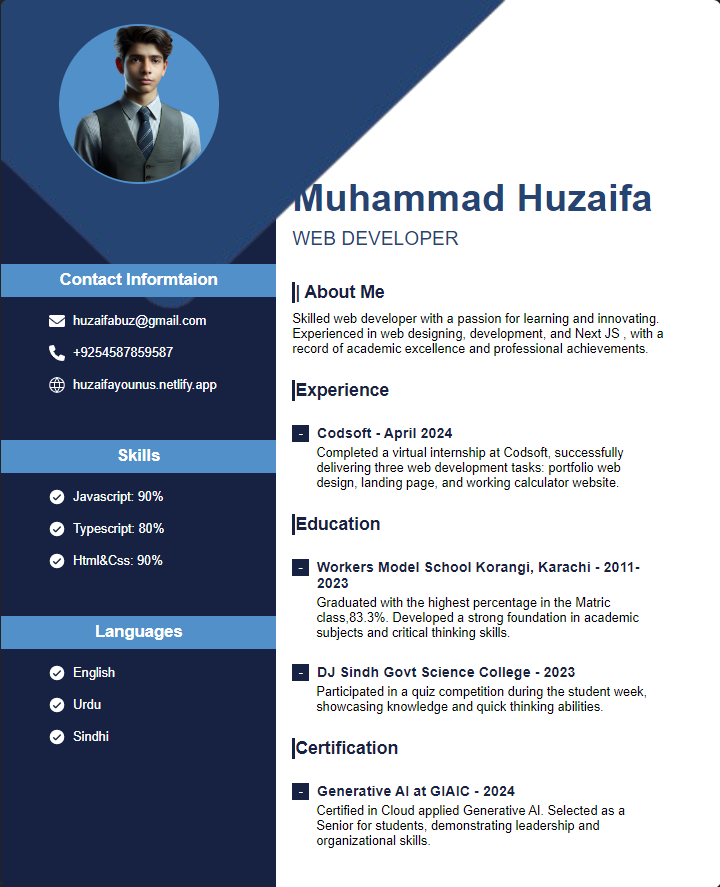 Muhammad Huzaifa
WEB DEVELOPER
Contact Informtaion
huzaifabuz@gmail.com
+9254587859587
huzaifayounus.netlify.app
Skills
Javascript: 90%
Typescript: 80%
Html&Css: 90%
Languages
English
Urdu
Sindhi
| About Me
Skilled web developer with a passion for learning and innovating.
Experienced in web designing, development, and Next JS , with a
record of academic excellence and professional achievements.
Experience
- Codsoft - April 2024
Completed a virtual internship at Codsoft, successfully
delivering three web development tasks: portfolio web
design, landing page, and working calculator website.
Education
- Workers Model School Korangi, Karachi - 2011-
2023
Graduated with the highest percentage in the Matric
class,83.3%. Developed a strong foundation in academic
subjects and critical thinking skills.
- DJ Sindh Govt Science College - 2023
Participated in a quiz competition during the student week,
showcasing knowledge and quick thinking abilities.
Certification
- Generative AI at GIAIC - 2024
Certified in Cloud applied Generative AI. Selected as a
Senior for students, demonstrating leadership and
organizational skills.